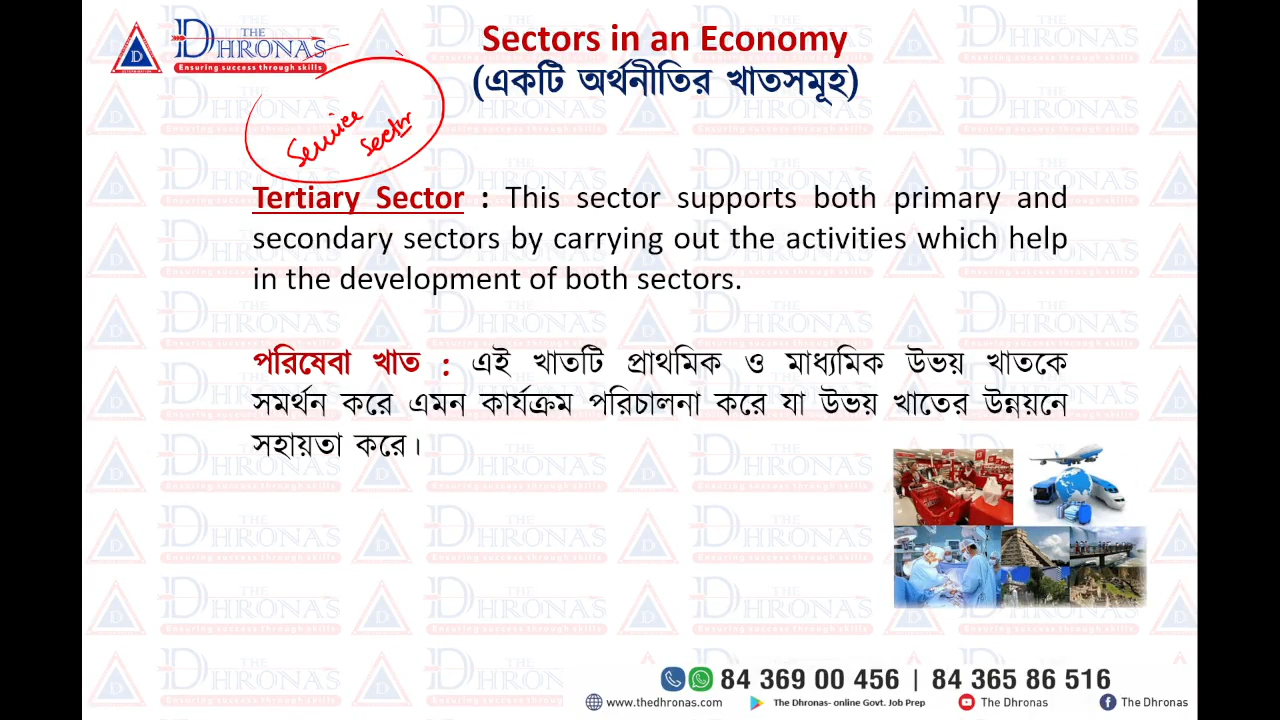 THE
DHRONAS
Ensuring success through skills
Sectors in an Economy
(একটি অর্থনীতির খাতসমূহ)
Service
sector
Tertiary Sector : This sector supports both primary and
secondary sectors by carrying out the activities which help
in the development of both sectors.
পরিষেবা খাত : এই খাতটি প্রাথমিক ও মাধ্যমিক উভয় খাতকে
সমর্থন করে এমন কার্যক্রম পরিচালনা করে যা উভয় খাতের উন্নয়নে
সহায়তা করে।
84 369 00 456 | 84 365 86 516
www.thedhronas.com The Dhronas- online Govt. Job Prep The Dhronas The Dhronas